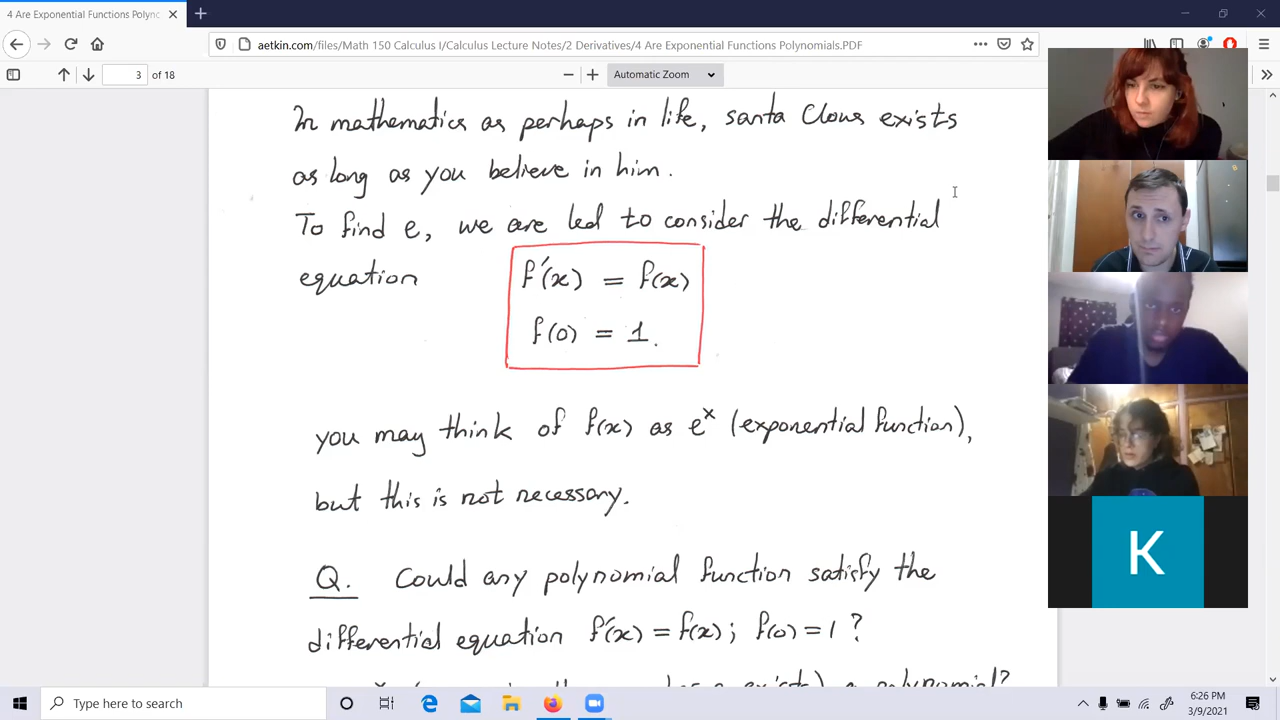 4 Are Exponential Functions Polync
aetkin.com/files/Math 150 Calculus I/Calculus Lecture Notes/2 Derivatives/4 Are Exponential Functions Polynomials.PDF
3 of 18
Automatic Zoom
In mathematics as perhaps in life, santa Claus exists
as long as you believe in him.
To find e, we are led to consider the differential
equation
f'(x) = f(x)
f(0) = 1.
you may think of f(x) as e^x (exponential function),
but this is not necessary.
Q. Could any polynomial function satisfy the
differential equation f'(x) = f(x); f(0) = 1 ?
K
Type here to search
6:26 PM
3/9/2021